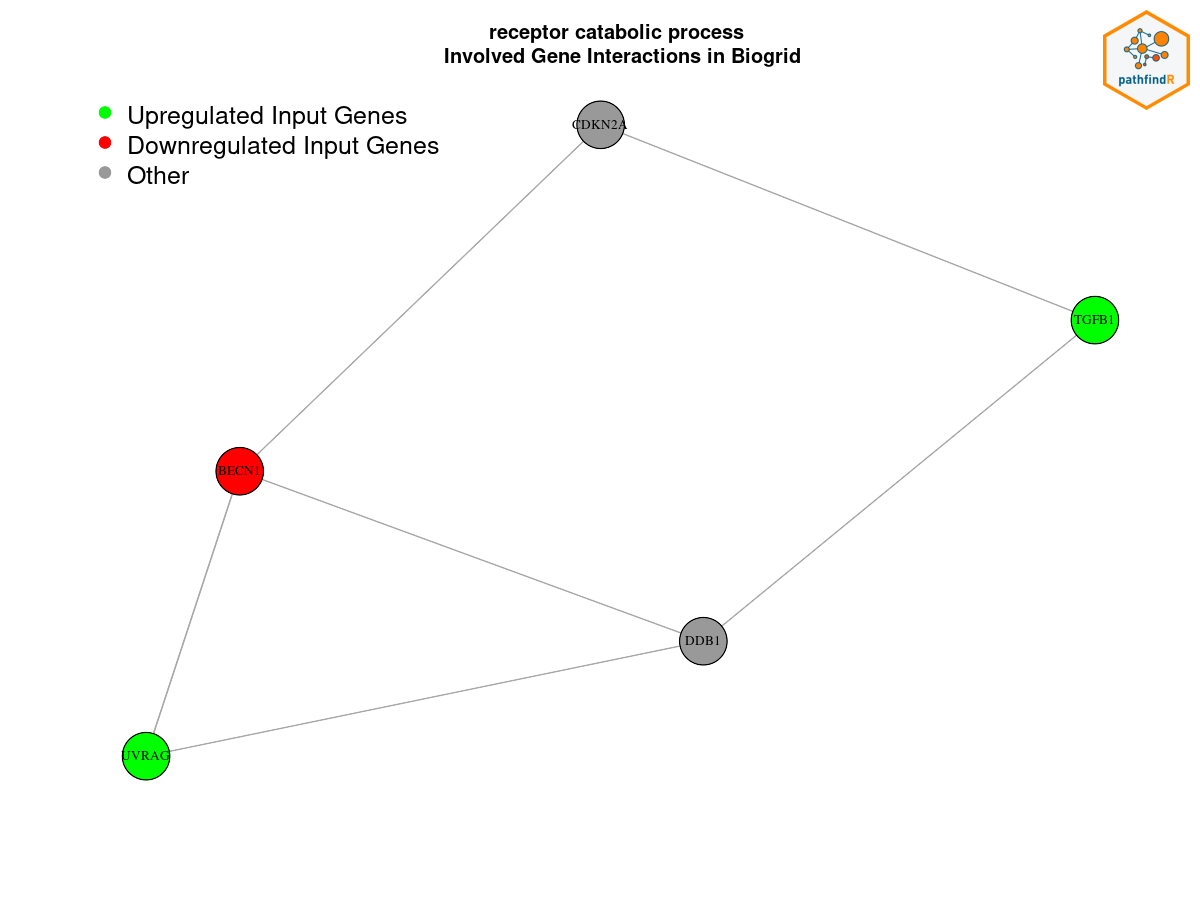 receptor catabolic process
Involved Gene Interactions in Biogrid
pathfindR
Upregulated Input Genes
Downregulated Input Genes
Other
CDKN2A
TGFB1
BECN1
DDB1
UVRAG